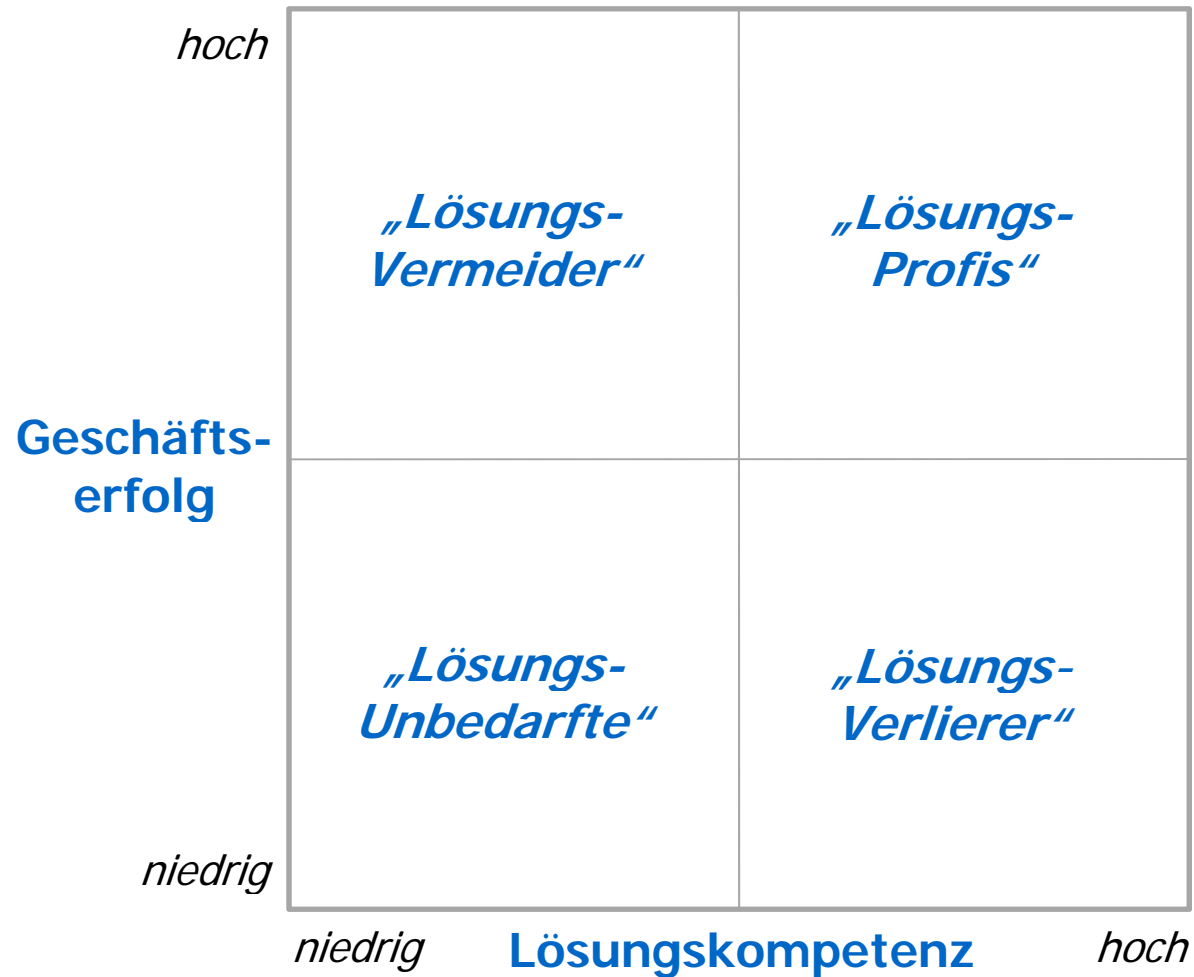 hoch
„Lösungs-
Vermeider“
„Lösungs-
Profis“
Geschäfts-
erfolg
„Lösungs-
Unbedarfte“
„Lösungs-
Verlierer“
niedrig
niedrig
Lösungskompetenz
hoch